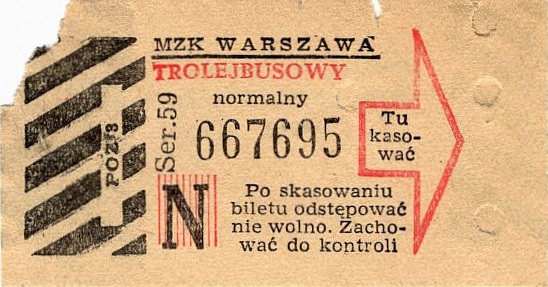 MZK WARSZAWA
TROLEJBUSOWY
Ser.59
normalny
667695
Tu
kaso-
wać
N
Po skasowaniu
biletu odstępować
nie wolno. Zacho-
wać do kontroli
POZ/3